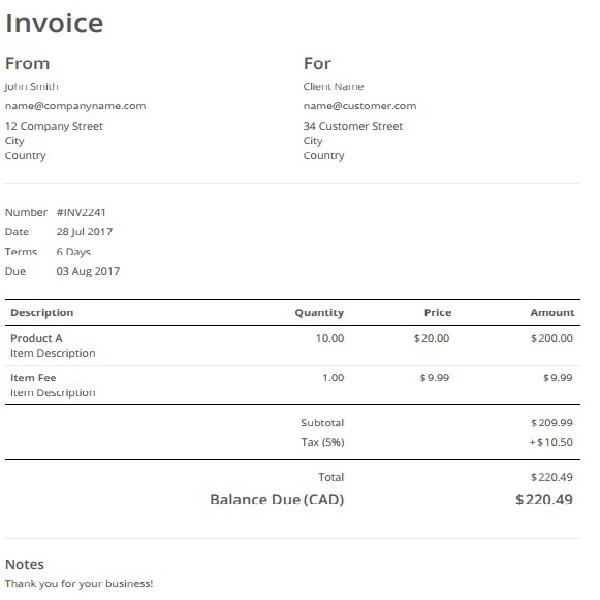 Invoice
From For
John Smith Client Name
name@companyname.com name@customer.com
12 Company Street 34 Customer Street
City City
Country Country
Number #INV2241
Date 28 Jul 2017
Terms 6 Days
Due 03 Aug 2017
Description Quantity Price Amount
Product A 10.00 $20.00 $200.00
Item Description
Item Fee 1.00 $9.99 $9.99
Item Description
Subtotal $209.99
Tax (5%) +$10.50
Total $220.49
Balance Due (CAD) $220.49
Notes
Thank you for your business!